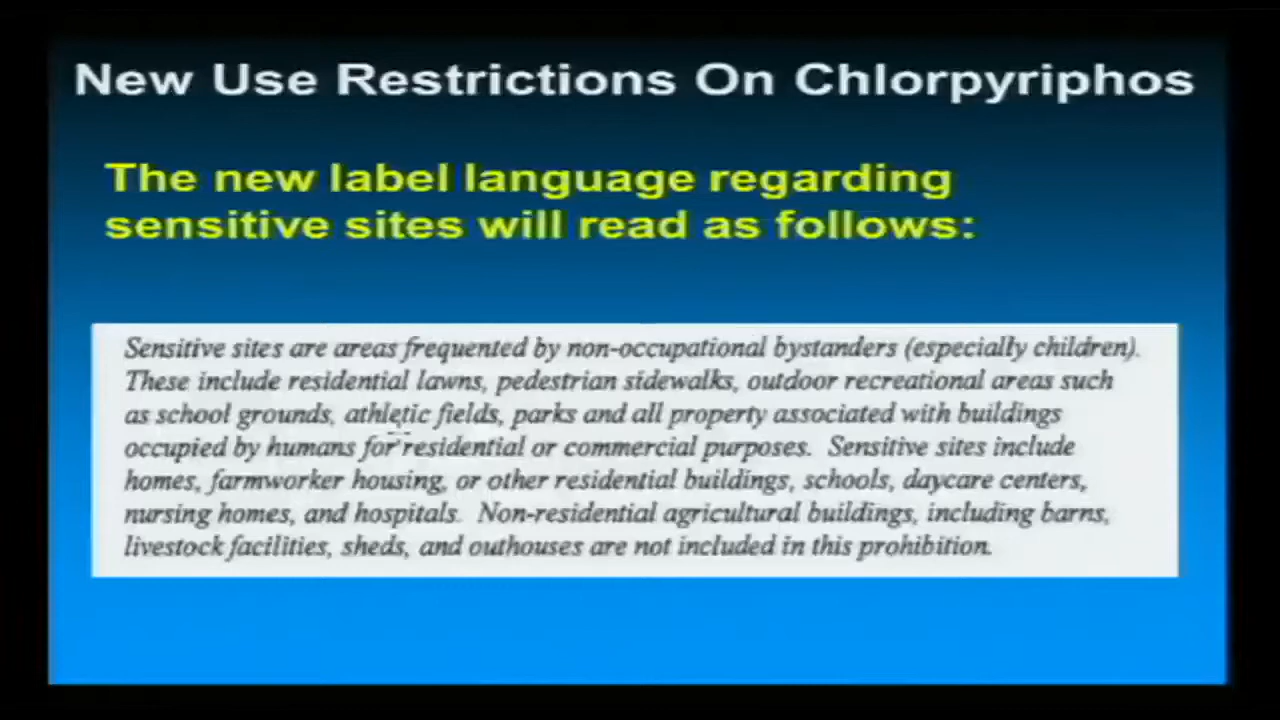 New Use Restrictions On Chlorpyriphos
The new label language regarding
sensitive sites will read as follows:
Sensitive sites are areas frequented by non-occupational bystanders (especially children).
These include residential lawns, pedestrian sidewalks, outdoor recreational areas such
as school grounds, athletic fields, parks and all property associated with buildings
occupied by humans for residential or commercial purposes. Sensitive sites include
homes, farmworker housing, or other residential buildings, schools, daycare centers,
nursing homes, and hospitals. Non-residential agricultural buildings, including barns,
livestock facilities, sheds, and outhouses are not included in this prohibition.